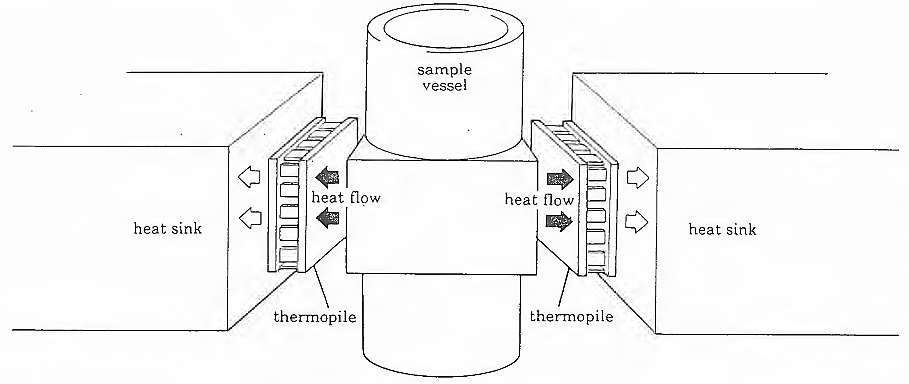 sample
vessel
heat flow
heat flow
heat sink
heat sink
thermopile
thermopile